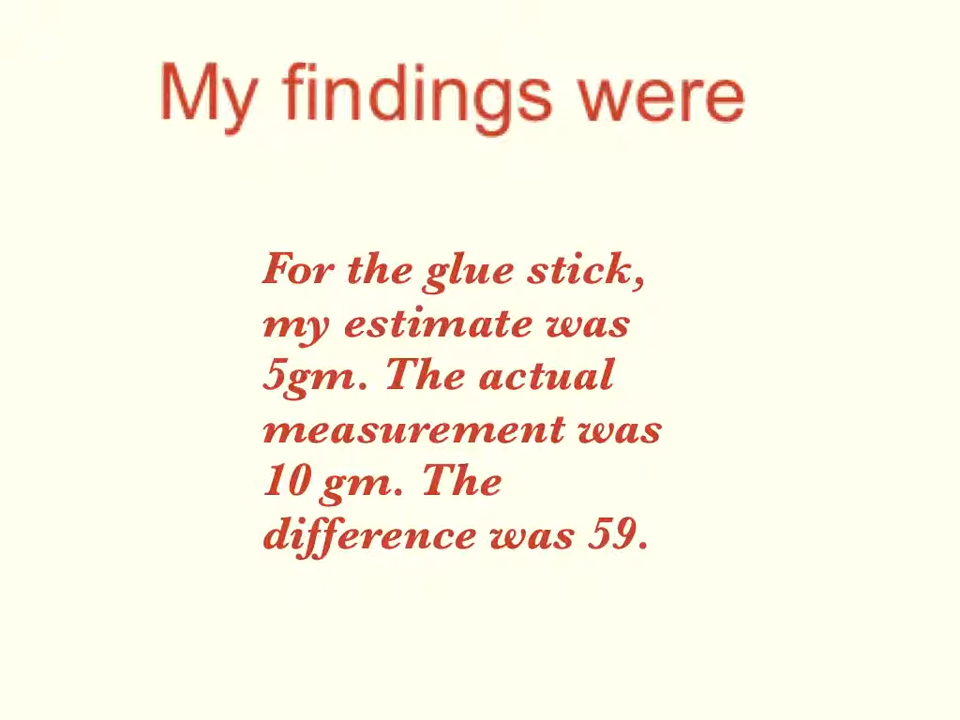 My findings were
For the glue stick,
my estimate was
5gm. The actual
measurement was
10 gm. The
difference was 59.